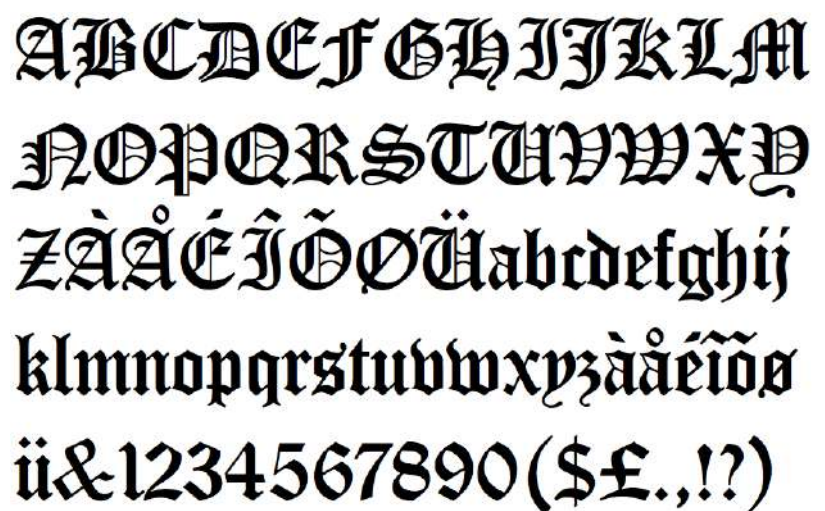 ABCDEFGHIJKLM
NOPQRSTUVWXY
ZÀÅÉÎÕØÜabcdefghij
klmnopqrstuvwxyzàåéîõø
ü&1234567890($£.,!?)